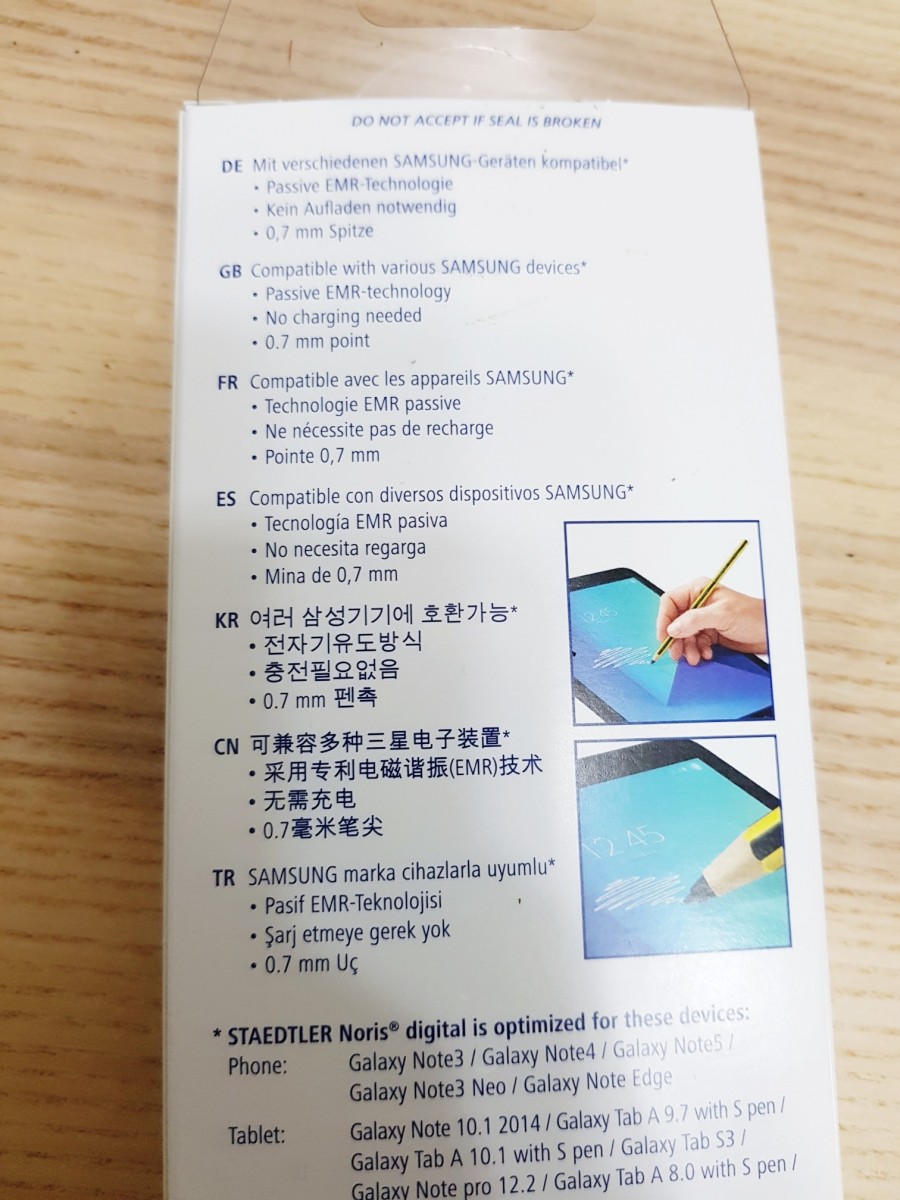 DO NOT ACCEPT IF SEAL IS BROKEN
DE Mit verschiedenen SAMSUNG-Geräten kompatibel*
• Passive EMR-Technologie
• Kein Aufladen notwendig
• 0,7 mm Spitze
GB Compatible with various SAMSUNG devices*
• Passive EMR-technology
• No charging needed
• 0.7 mm point
FR Compatible avec les appareils SAMSUNG*
• Technologie EMR passive
• Ne nécessite pas de recharge
• Pointe 0,7 mm
ES Compatible con diversos dispositivos SAMSUNG*
• Tecnología EMR pasiva
• No necesita regarga
• Mina de 0,7 mm
KR 여러 삼성기기에 호환가능*
• 전자기유도방식
• 충전필요없음
• 0.7 mm 펜촉
CN 可兼容多种三星电子装置*
• 采用专利电磁谐振(EMR)技术
• 无需充电
• 0.7毫米笔尖
TR SAMSUNG marka cihazlarla uyumlu*
• Pasif EMR-Teknolojisi
• Şarj etmeye gerek yok
• 0.7 mm Uç
12:45
12:45
* STAEDTLER Noris® digital is optimized for these devices:
Phone: Galaxy Note3 / Galaxy Note4 / Galaxy Note5 /
Galaxy Note3 Neo / Galaxy Note Edge
Tablet: Galaxy Note 10.1 2014 / Galaxy Tab A 9.7 with S pen /
Galaxy Tab A 10.1 with S pen / Galaxy Tab S3 /
Galaxy Note pro 12.2 / Galaxy Tab A 8.0 with S pen /